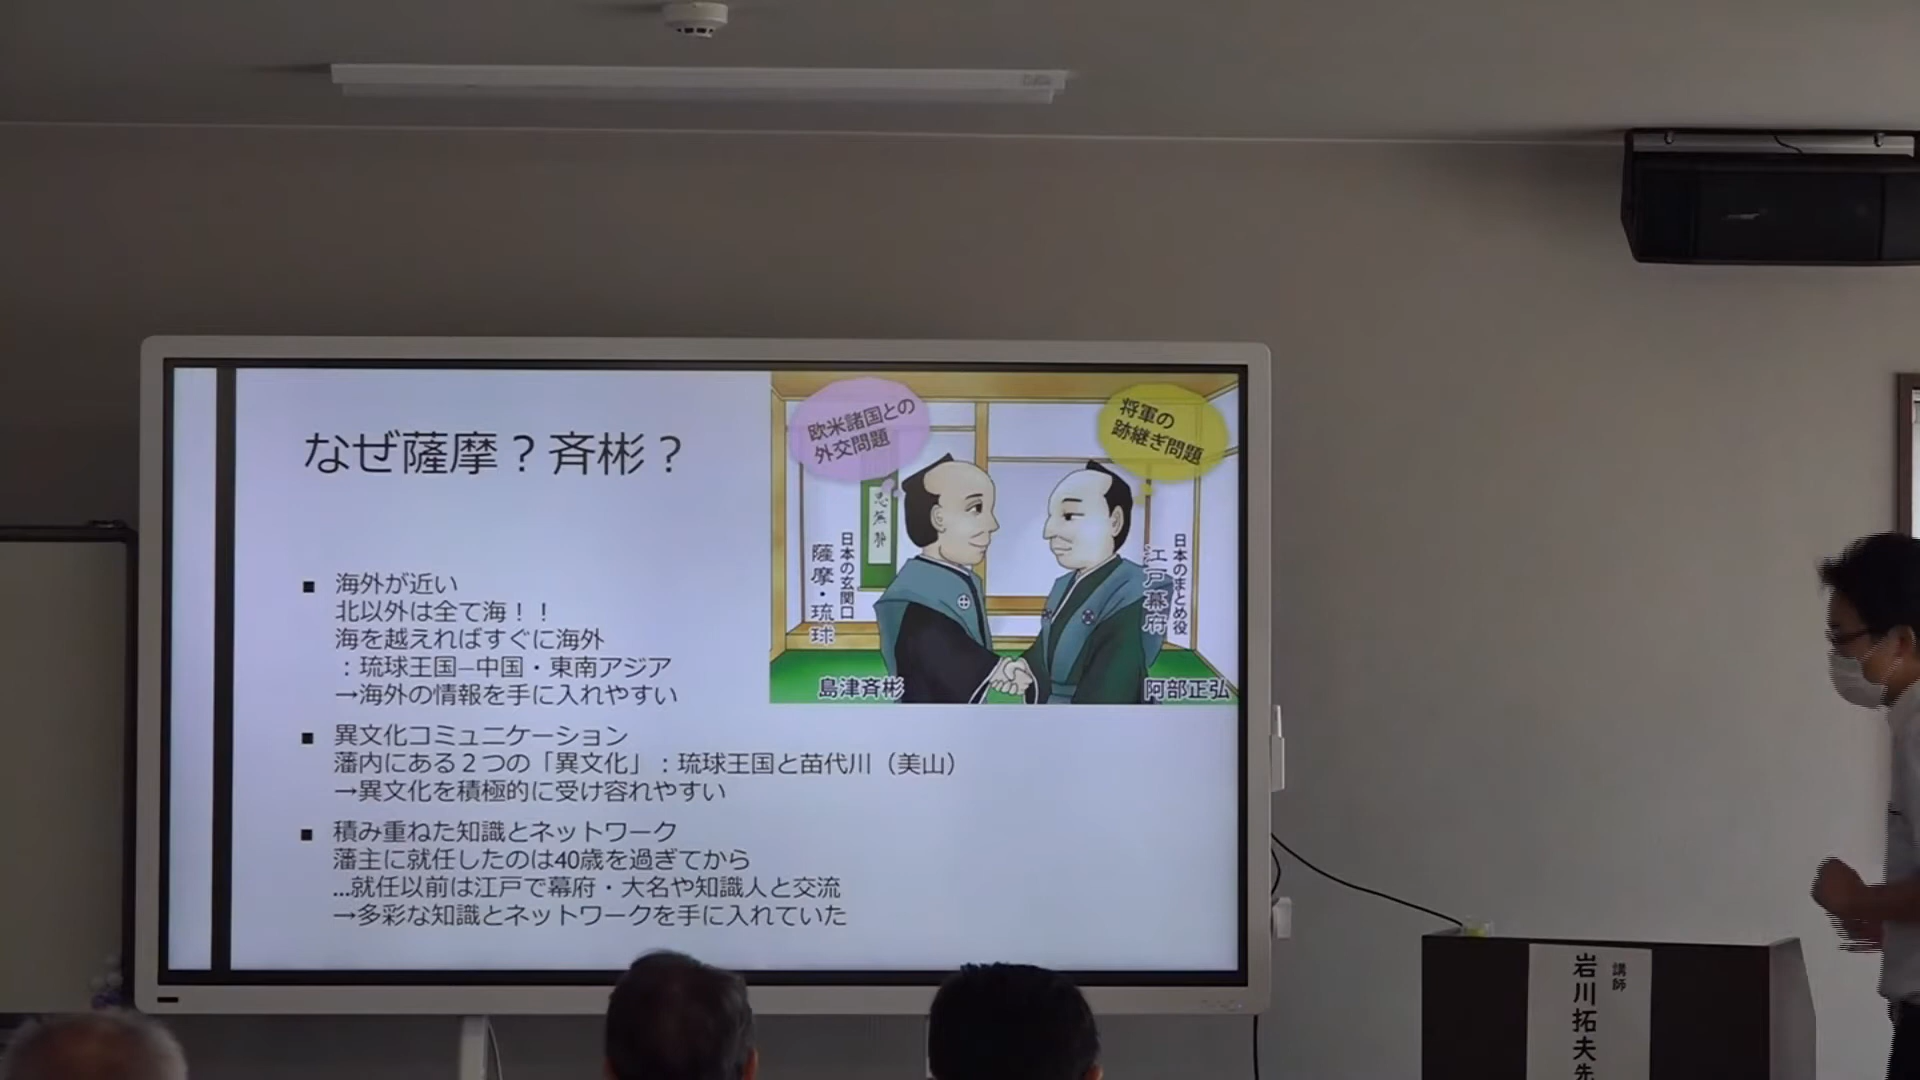 なぜ薩摩？斉彬？
■ 海外が近い
北以外は全て海！！
海を越えればすぐに海外
：琉球王国―中国・東南アジア
→海外の情報を手に入れやすい
■ 異文化コミュニケーション
藩内にある２つの「異文化」：琉球王国と苗代川（美山）
→異文化を積極的に受け容れやすい
■ 積み重ねた知識とネットワーク
藩主に就任したのは40歳を過ぎてから
…就任以前は江戸で幕府・大名や知識人と交流
→多彩な知識とネットワークを手に入れていた
欧米諸国との
外交問題
将軍の
跡継ぎ問題
日本の玄関口
薩摩・琉球
日本のまとめ役
江戸幕府
島津斉彬
阿部正弘
講師
岩川拓夫先